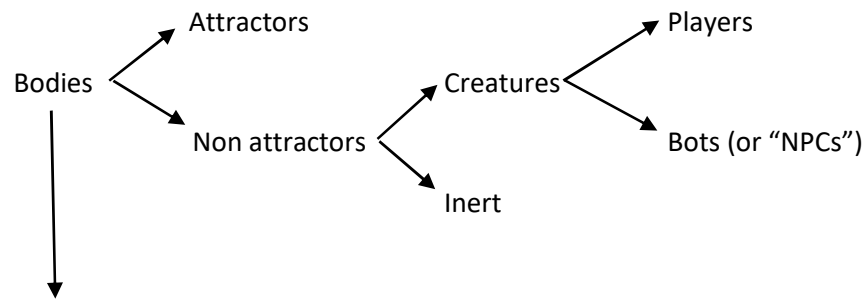 Attractors
Players
Bodies
Creatures
Non attractors
Bots (or “NPCs”)
Inert